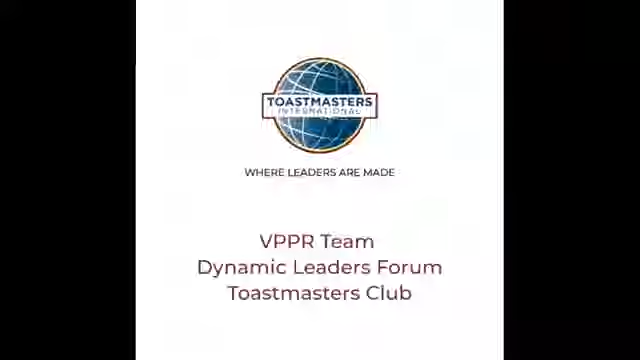 TOASTMASTERS
INTERNATIONAL
WHERE LEADERS ARE MADE
VPPR Team
Dynamic Leaders Forum
Toastmasters Club